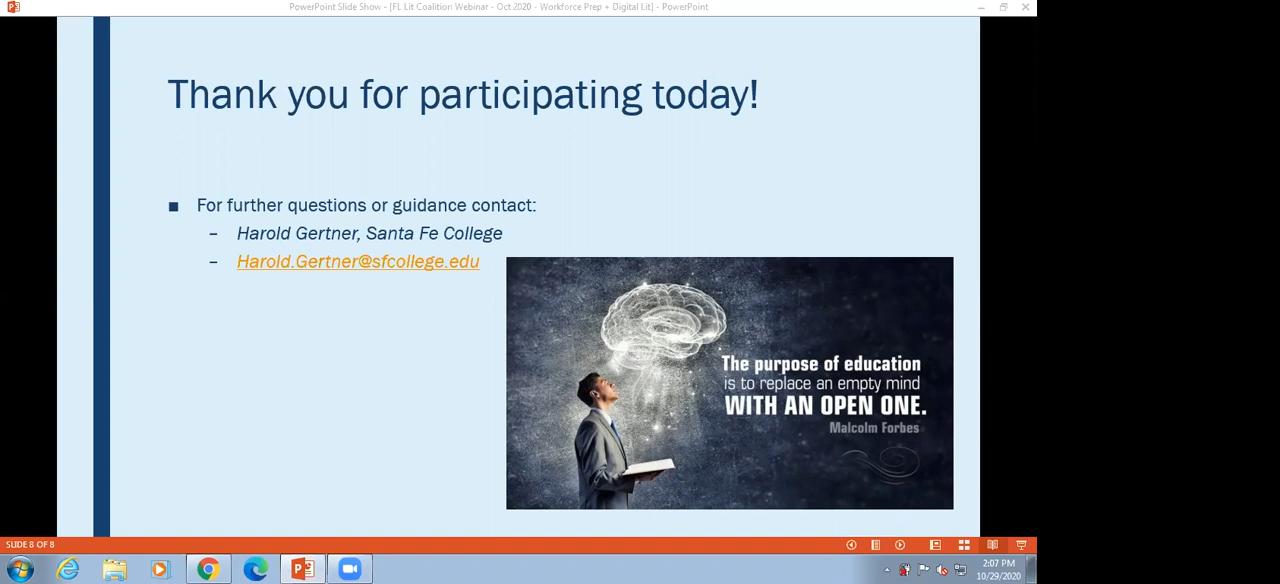 PowerPoint Slide Show - [FL Lit Coalition Webinar - Oct 2020 - Workforce Prep + Digital Lit] - PowerPoint
Thank you for participating today!
■ For further questions or guidance contact:
– Harold Gertner, Santa Fe College
– Harold.Gertner@sfcollege.edu
The purpose of education
is to replace an empty mind
WITH AN OPEN ONE.
Malcolm Forbes
SLIDE 8 OF 8
2:07 PM
10/29/2020